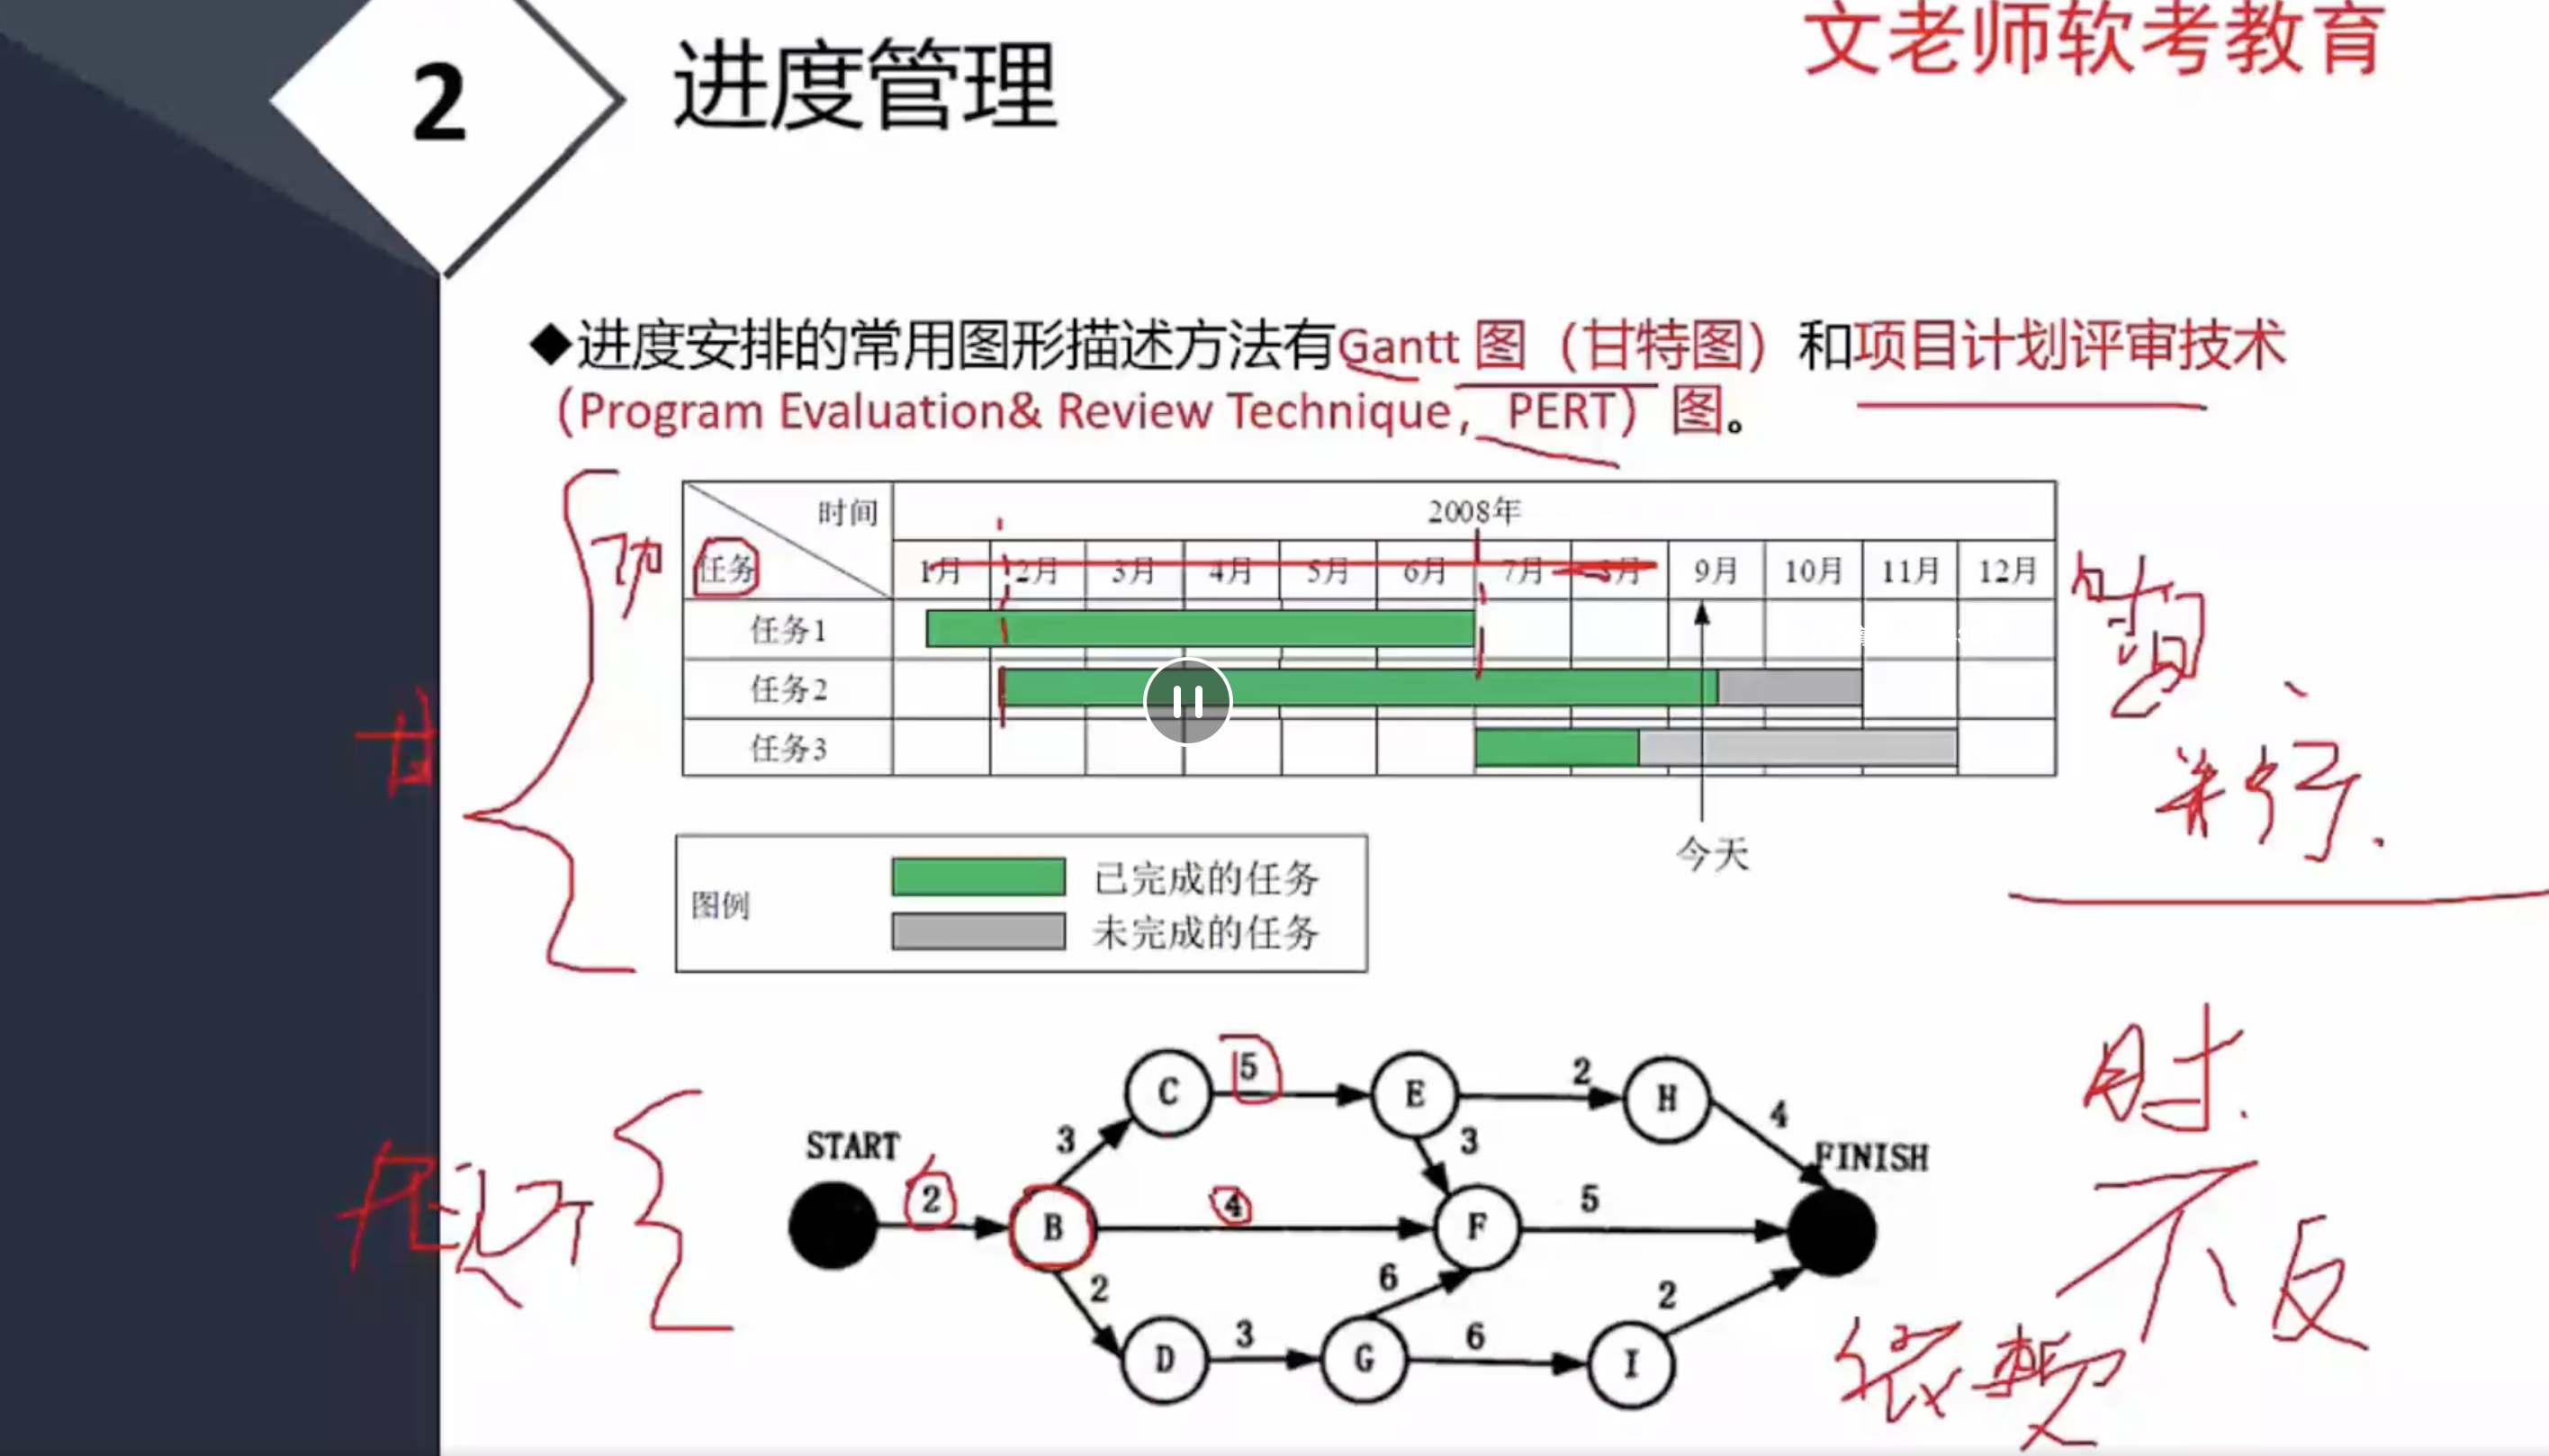 文老师软考教育
2
进度管理
◆进度安排的常用图形描述方法有Gantt 图（甘特图）和项目计划评审技术
（Program Evaluation& Review Technique，PERT）图。
时间
2008年
任务
1月 2月 3月 4月 5月 6月 7月 8月 9月 10月 11月 12月
任务1
任务2
任务3
今天
图例
已完成的任务
未完成的任务
甘
并行.
时.
不反
C 5 E 2 H
3 3 4
START
FINISH
2 B 4 F 5
2 6 2
D 3 G 6 I